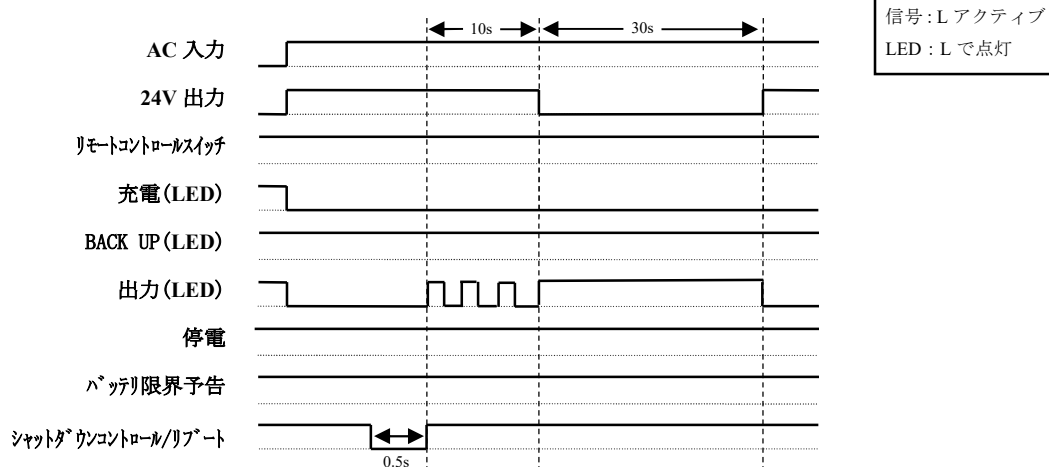 信号：L アクティブ
LED：L で点灯
10s
30s
AC 入力
24V 出力
ﾘﾓｰﾄｺﾝﾄﾛｰﾙｽｲｯﾁ
充電(LED)
BACK UP(LED)
出力(LED)
停電
ﾊﾞｯﾃﾘ限界予告
ｼｬｯﾄﾀﾞｳﾝｺﾝﾄﾛｰﾙ/ﾘﾌﾞｰﾄ
0.5s